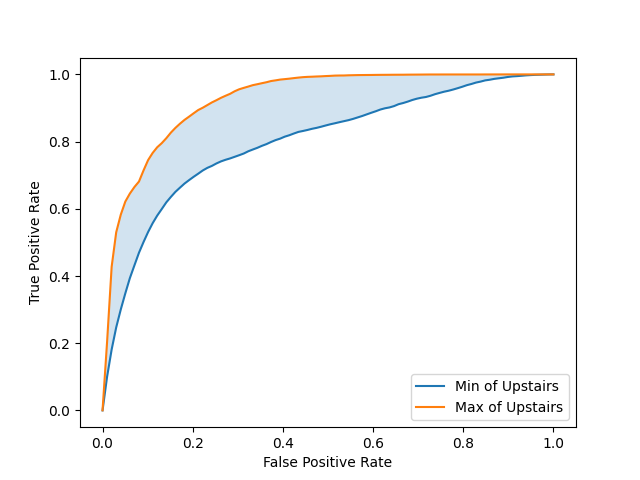 1.0
0.8
0.6
0.4
0.2
0.0
True Positive Rate
0.0 0.2 0.4 0.6 0.8 1.0
False Positive Rate
Min of Upstairs
Max of Upstairs